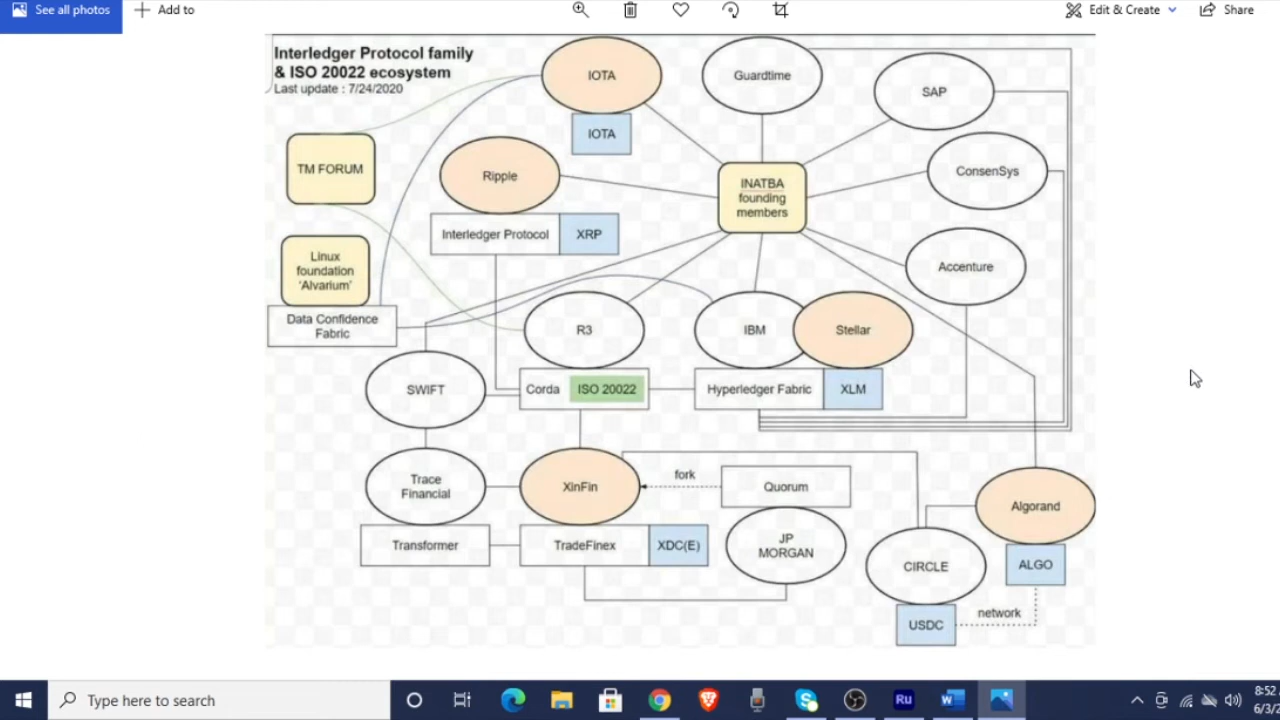 See all photos
Add to
Edit & Create
Share
Interledger Protocol family
& ISO 20022 ecosystem
Last update : 7/24/2020
IOTA
Guardtime
SAP
IOTA
TM FORUM
Ripple
INATBA
founding
members
ConsenSys
Interledger Protocol
XRP
Linux
foundation
'Alvarium'
Accenture
Data Confidence
Fabric
R3
IBM
Stellar
SWIFT
Corda
ISO 20022
Hyperledger Fabric
XLM
Trace
Financial
XinFin
fork
Quorum
Algorand
Transformer
TradeFinex
XDC(E)
JP
MORGAN
CIRCLE
ALGO
network
USDC
Type here to search
Ru
8:52